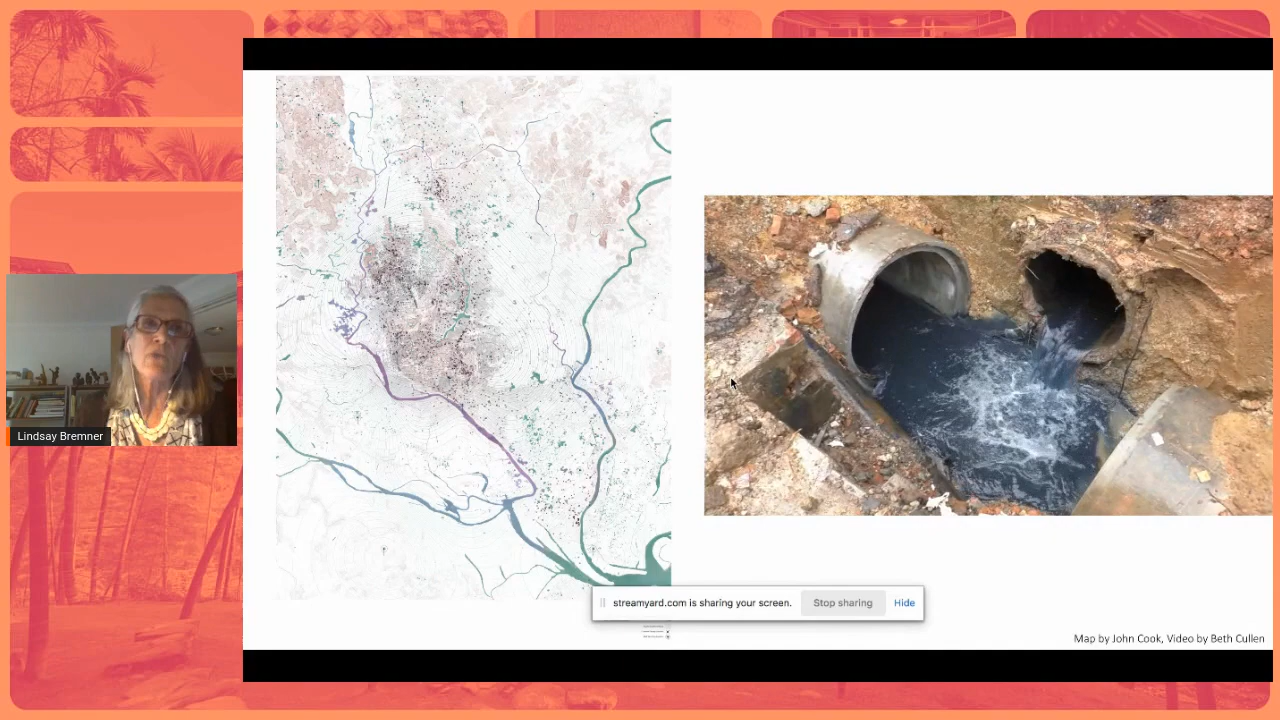 Lindsay Bremner
streamyard.com is sharing your screen.
Stop sharing
Hide
Map by John Cook, Video by Beth Cullen